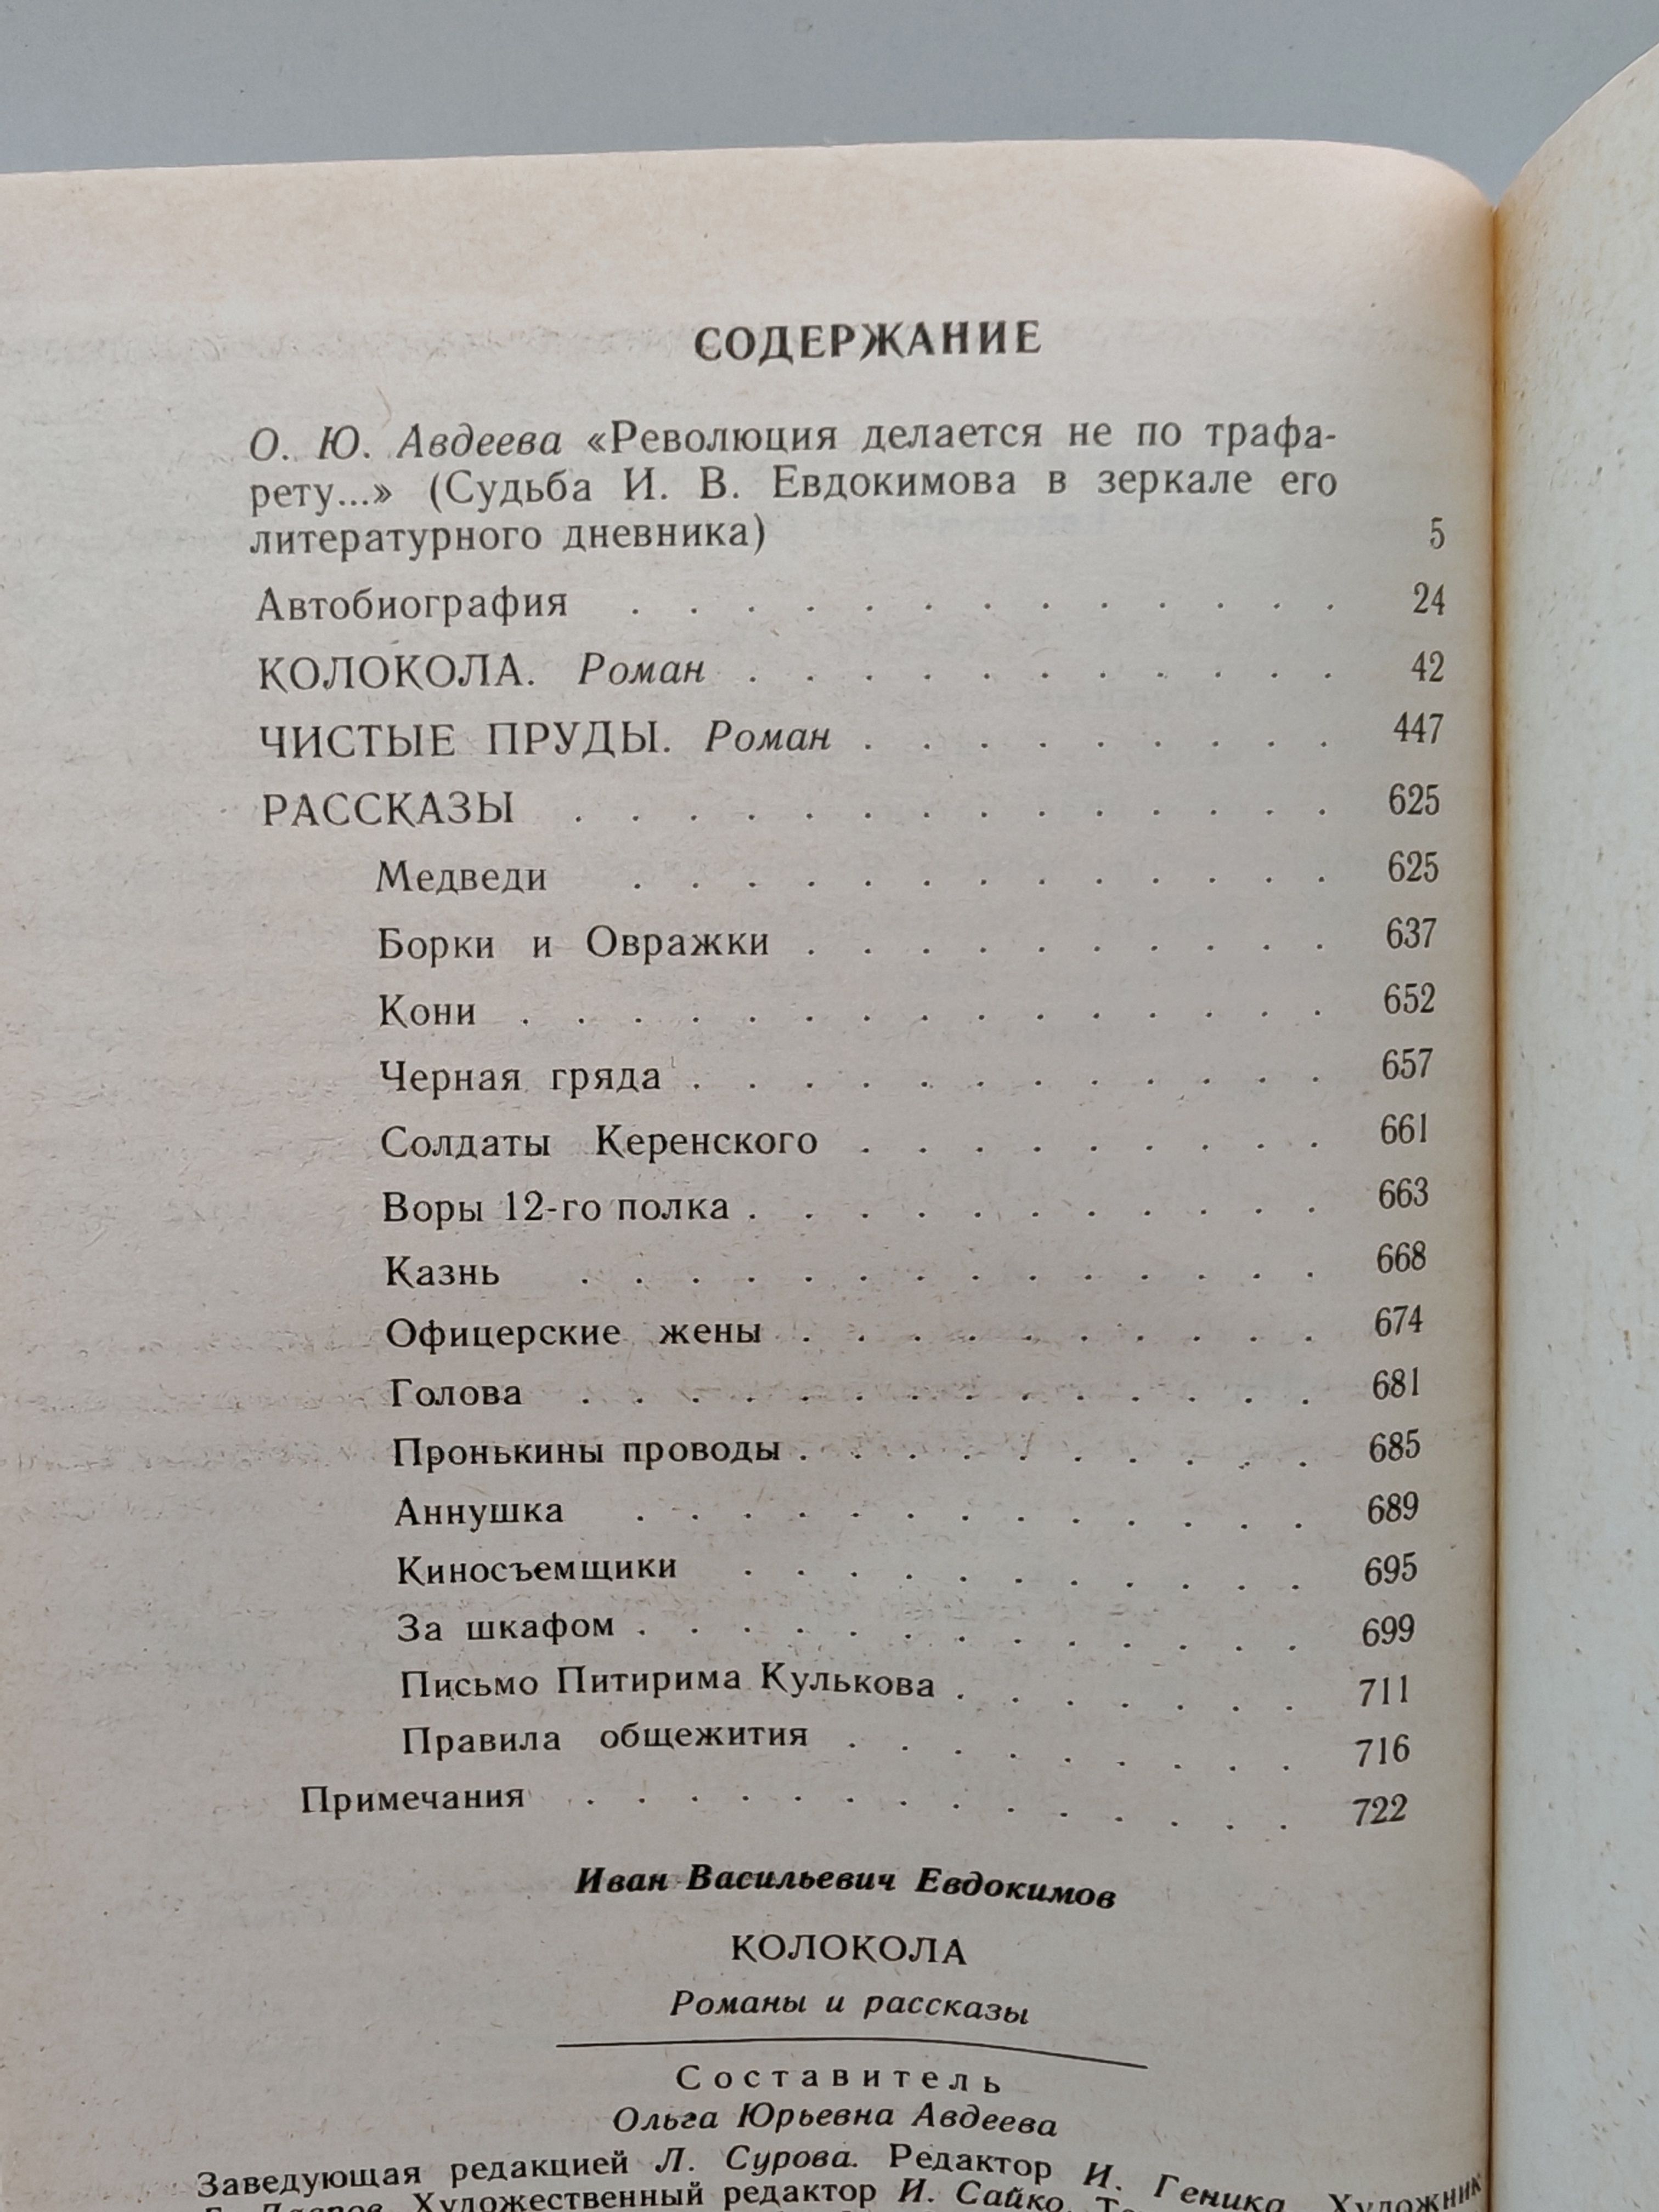 СОДЕРЖАНИЕ
О. Ю. Авдеева «Революция делается не по трафа-
рету...» (Судьба И. В. Евдокимова в зеркале его
литературного дневника) 5
Автобиография . . . . . . . . . . . . . 24
КОЛОКОЛА. Роман . . . . . . . . . . . 42
ЧИСТЫЕ ПРУДЫ. Роман . . . . . . . . . 447
РАССКАЗЫ . . . . . . . . . . . . . . 625
Медведи . . . . . . . . . . . . . 625
Борки и Овражки . . . . . . . . . . 637
Кони . . . . . . . . . . . . . . . 652
Черная гряда . . . . . . . . . . . . 657
Солдаты Керенского . . . . . . . . . 661
Воры 12-го полка . . . . . . . . . . . 663
Казнь . . . . . . . . . . . . . . 668
Офицерские жены . . . . . . . . . . 674
Голова . . . . . . . . . . . . . . 681
Пронькины проводы . . . . . . . . . . 685
Аннушка . . . . . . . . . . . . . 689
Киносъемщики . . . . . . . . . . . 695
За шкафом . . . . . . . . . . . . . 699
Письмо Питирима Кулькова . . . . . . . 711
Правила общежития . . . . . . . . . 716
Примечания . . . . . . . . . . . . . . 722
Иван Васильевич Евдокимов
КОЛОКОЛА
Романы и рассказы
Составитель
Ольга Юрьевна Авдеева
Заведующая редакцией Л. Сурова. Редактор И. Геника. Художник
Художественный редактор И. Сайко.